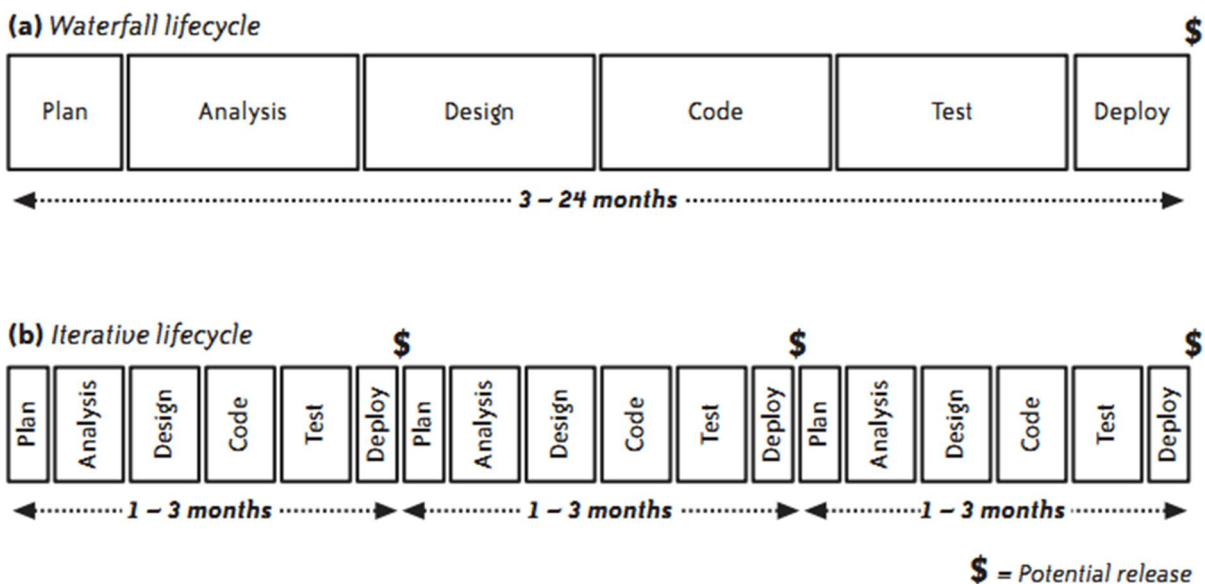 (a) Waterfall lifecycle
$
Plan Analysis Design Code Test Deploy
3 – 24 months
(b) Iterative lifecycle
$ $ $
Plan Analysis Design Code Test Deploy Plan Analysis Design Code Test Deploy Plan Analysis Design Code Test Deploy
1 – 3 months 1 – 3 months 1 – 3 months
$ = Potential release